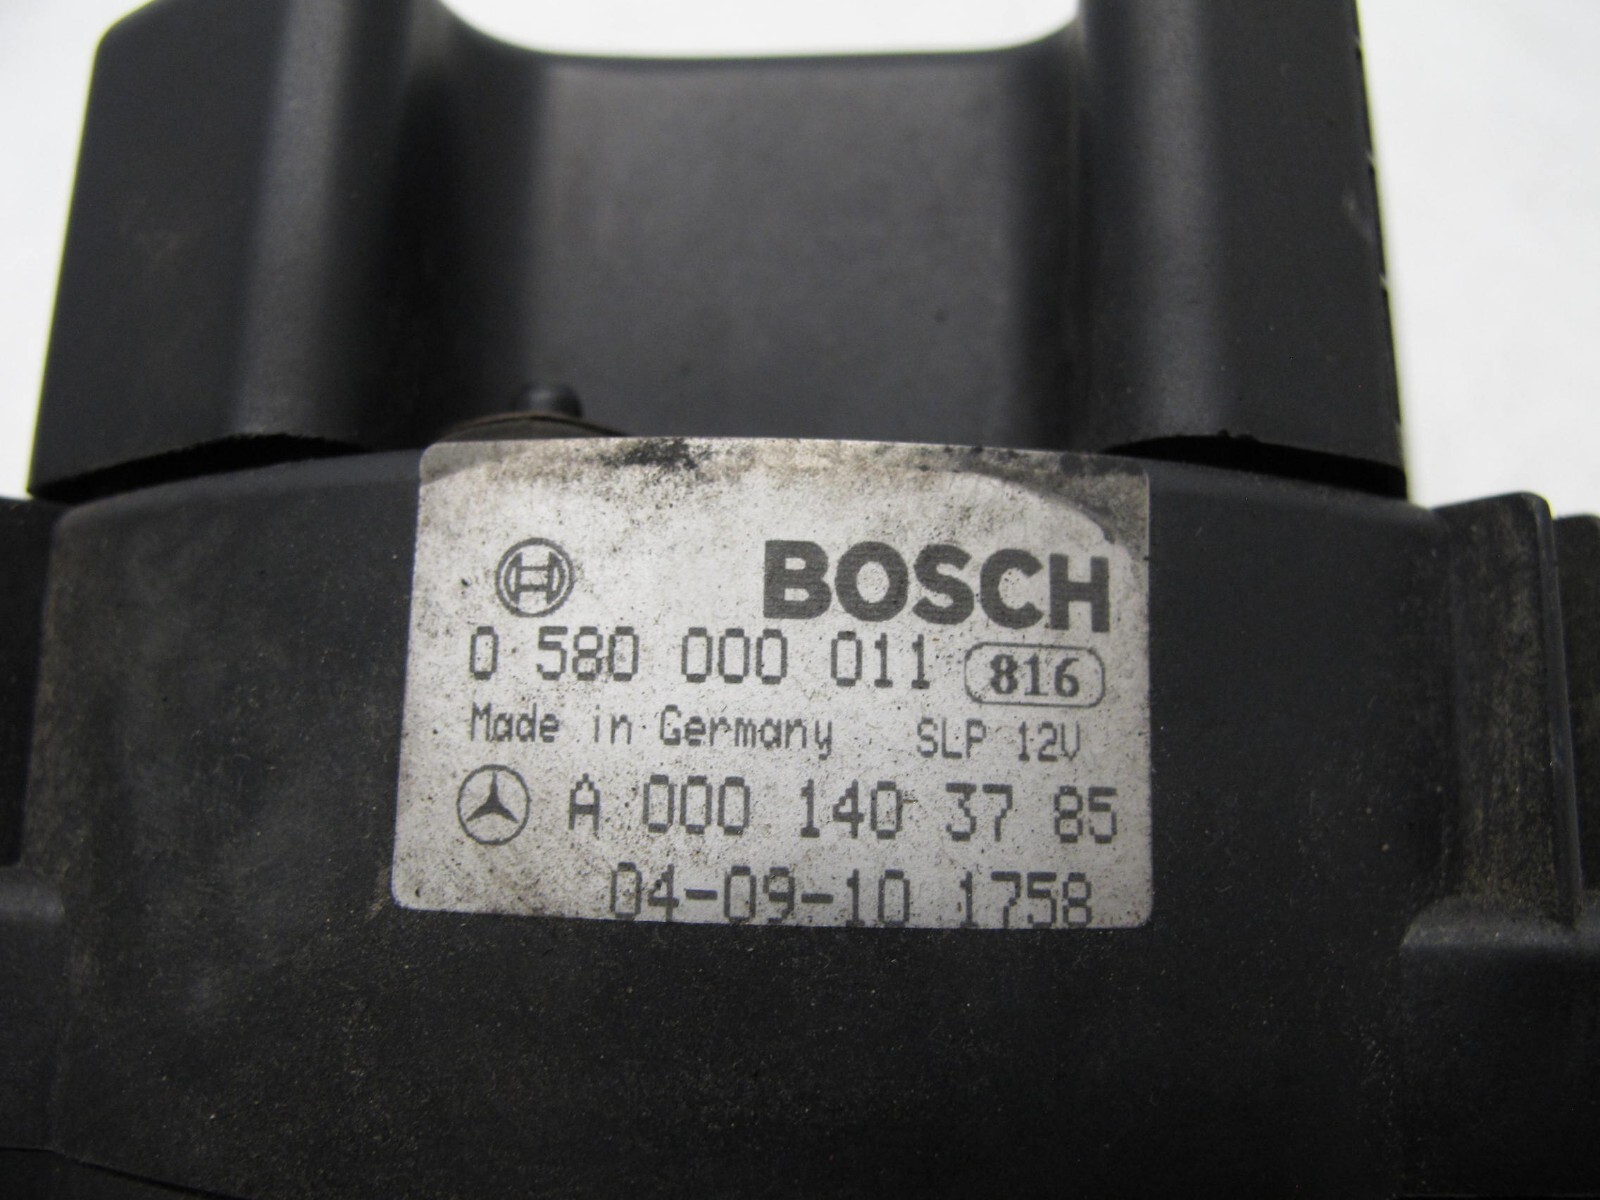 BOSCH
0 580 000 011 816
Made in Germany SLP 12V
A 000 140 37 85
04-09-10 1758